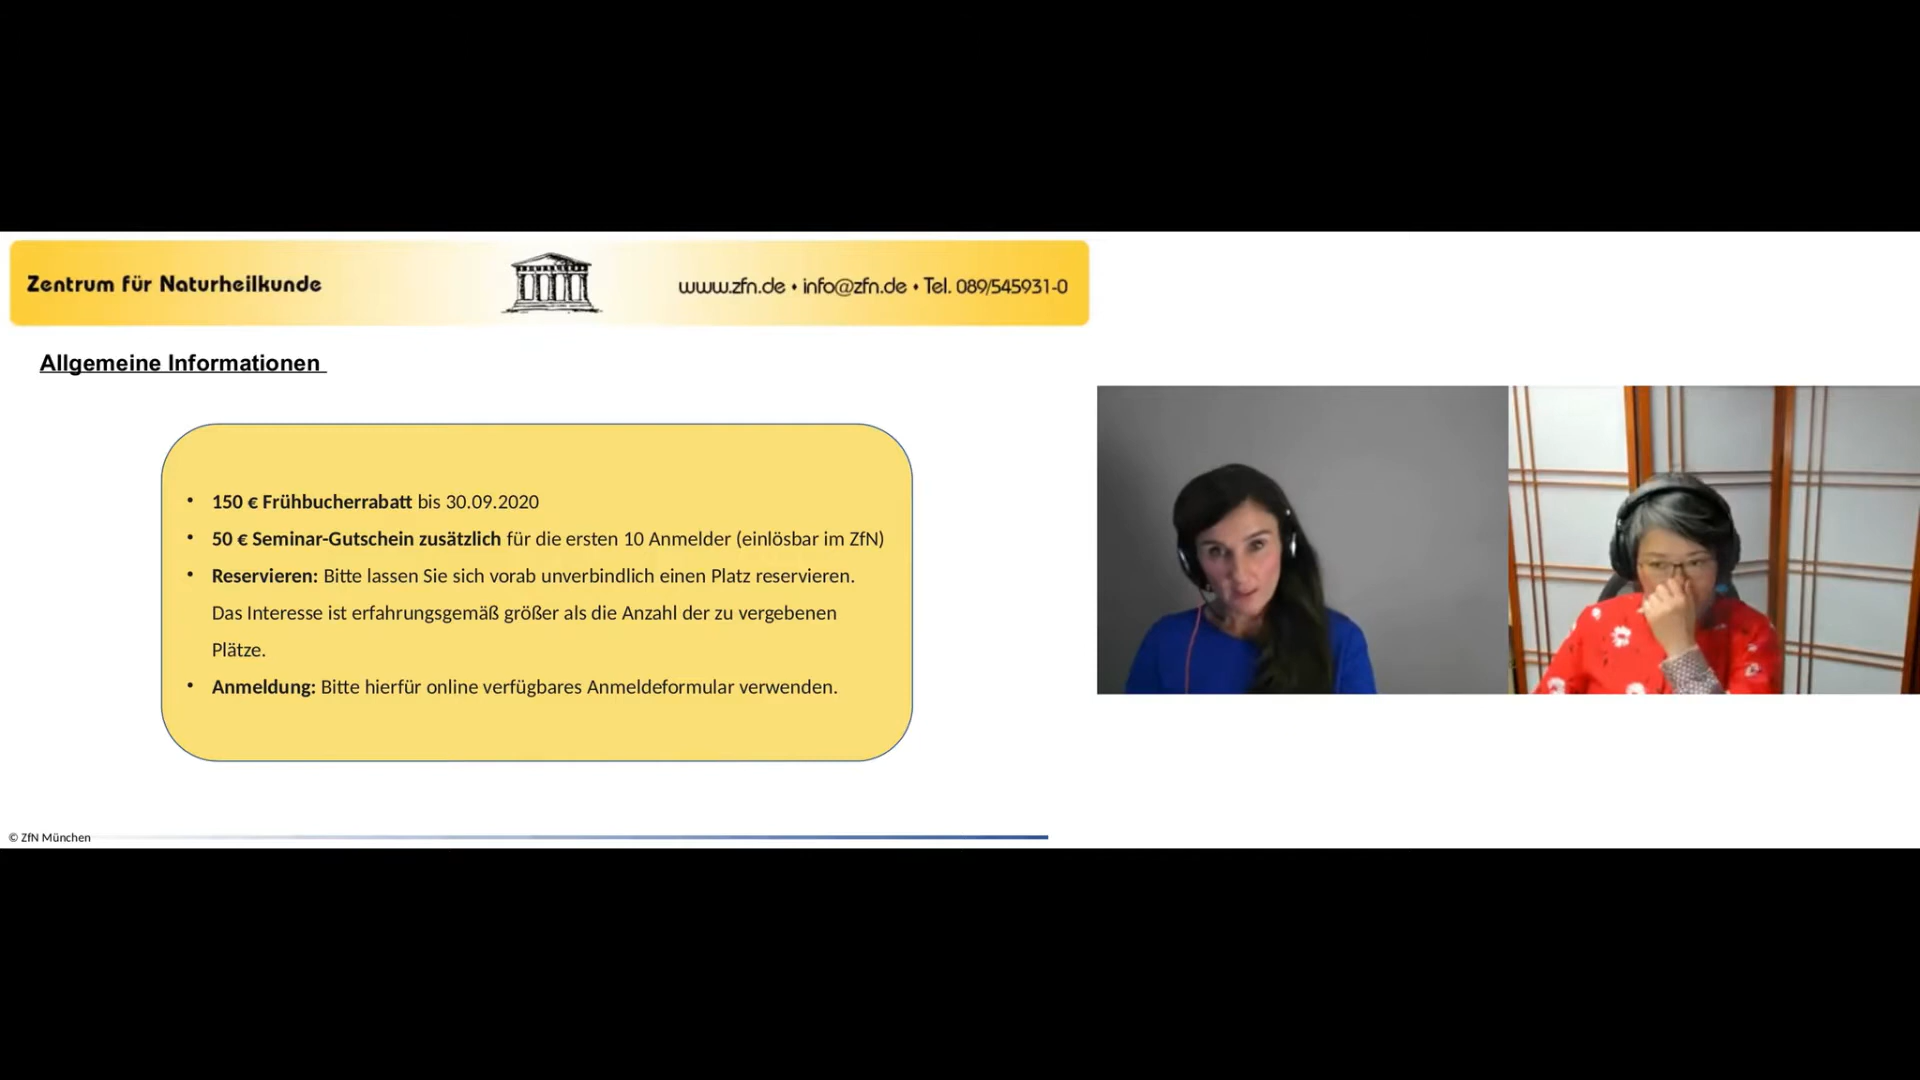 Zentrum für Naturheilkunde
www.zfn.de • info@zfn.de • Tel. 089/545931-0
Allgemeine Informationen
• 150 € Frühbucherrabatt bis 30.09.2020
• 50 € Seminar-Gutschein zusätzlich für die ersten 10 Anmelder (einlösbar im ZfN)
• Reservieren: Bitte lassen Sie sich vorab unverbindlich einen Platz reservieren.
Das Interesse ist erfahrungsgemäß größer als die Anzahl der zu vergebenen
Plätze.
• Anmeldung: Bitte hierfür online verfügbares Anmeldeformular verwenden.
© ZfN München